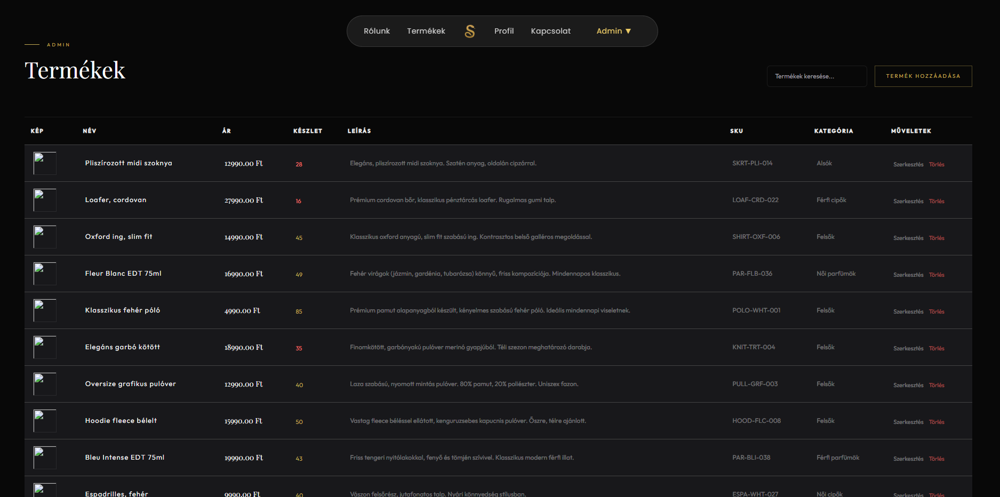 Rólunk Termékek S Profil Kapcsolat Admin ▼
ADMIN
Termékek
Termékek keresése... TERMÉK HOZZÁADÁSA
KÉP NÉV ÁR KÉSZLET LEÍRÁS SKU KATEGÓRIA MŰVELETEK
Pliszírozott midi szoknya 12990.00 Ft 28 Elegáns, pliszírozott midi szoknya. Szatén anyag, oldalán cipzárral. SKRT-PLI-014 Alsók Szerkesztés Törlés
Loafer, cordovan 27990.00 Ft 16 Prémium cordovan bőr, klasszikus pénztárcás loafer. Rugalmas gumi talp. LOAF-CRD-022 Férfi cipők Szerkesztés Törlés
Oxford ing, slim fit 14990.00 Ft 45 Klasszikus oxford anyagú, slim fit szabású ing. Kontrasztos belső galléros megoldással. SHIRT-OXF-006 Felsők Szerkesztés Törlés
Fleur Blanc EDT 75ml 16990.00 Ft 49 Fehér virágok (jázmin, gardénia, tubarózsa) könnyű, friss kompozíciója. Mindennapos klasszikus. PAR-FLB-036 Női parfümök Szerkesztés Törlés
Klasszikus fehér póló 4990.00 Ft 85 Prémium pamut alapanyagból készült, kényelmes szabású fehér póló. Ideális mindennapi viseletnek. POLO-WHT-001 Felsők Szerkesztés Törlés
Elegáns garbó kötött 18990.00 Ft 35 Finomkötött, garbónyakú pulóver merinó gyapjúból. Téli szezon meghatározó darabja. KNIT-TRT-004 Felsők Szerkesztés Törlés
Oversize grafikus pulóver 12990.00 Ft 40 Laza szabású, nyomott mintás pulóver. 80% pamut, 20% poliészter. Uniszex fazon. PULL-GRF-003 Felsők Szerkesztés Törlés
Hoodie fleece bélelt 15990.00 Ft 50 Vastag fleece béléssel ellátott, kenguruzsebes kapucnis pulóver. Őszre, télre ajánlott. HOOD-FLC-008 Felsők Szerkesztés Törlés
Bleu Intense EDT 75ml 19990.00 Ft 43 Friss tengeri nyitólakokkal, fenyő és tömjén szívivel. Klasszikus modern férfi illat. PAR-BLI-038 Férfi parfümök Szerkesztés Törlés
Espadrilles, fehér 9990.00 Ft 40 Vászon felsőrész, jutafonatos talp. Nyári könnyedség stílusban. ESPA-WHT-027 Női cipők Szerkesztés Törlés